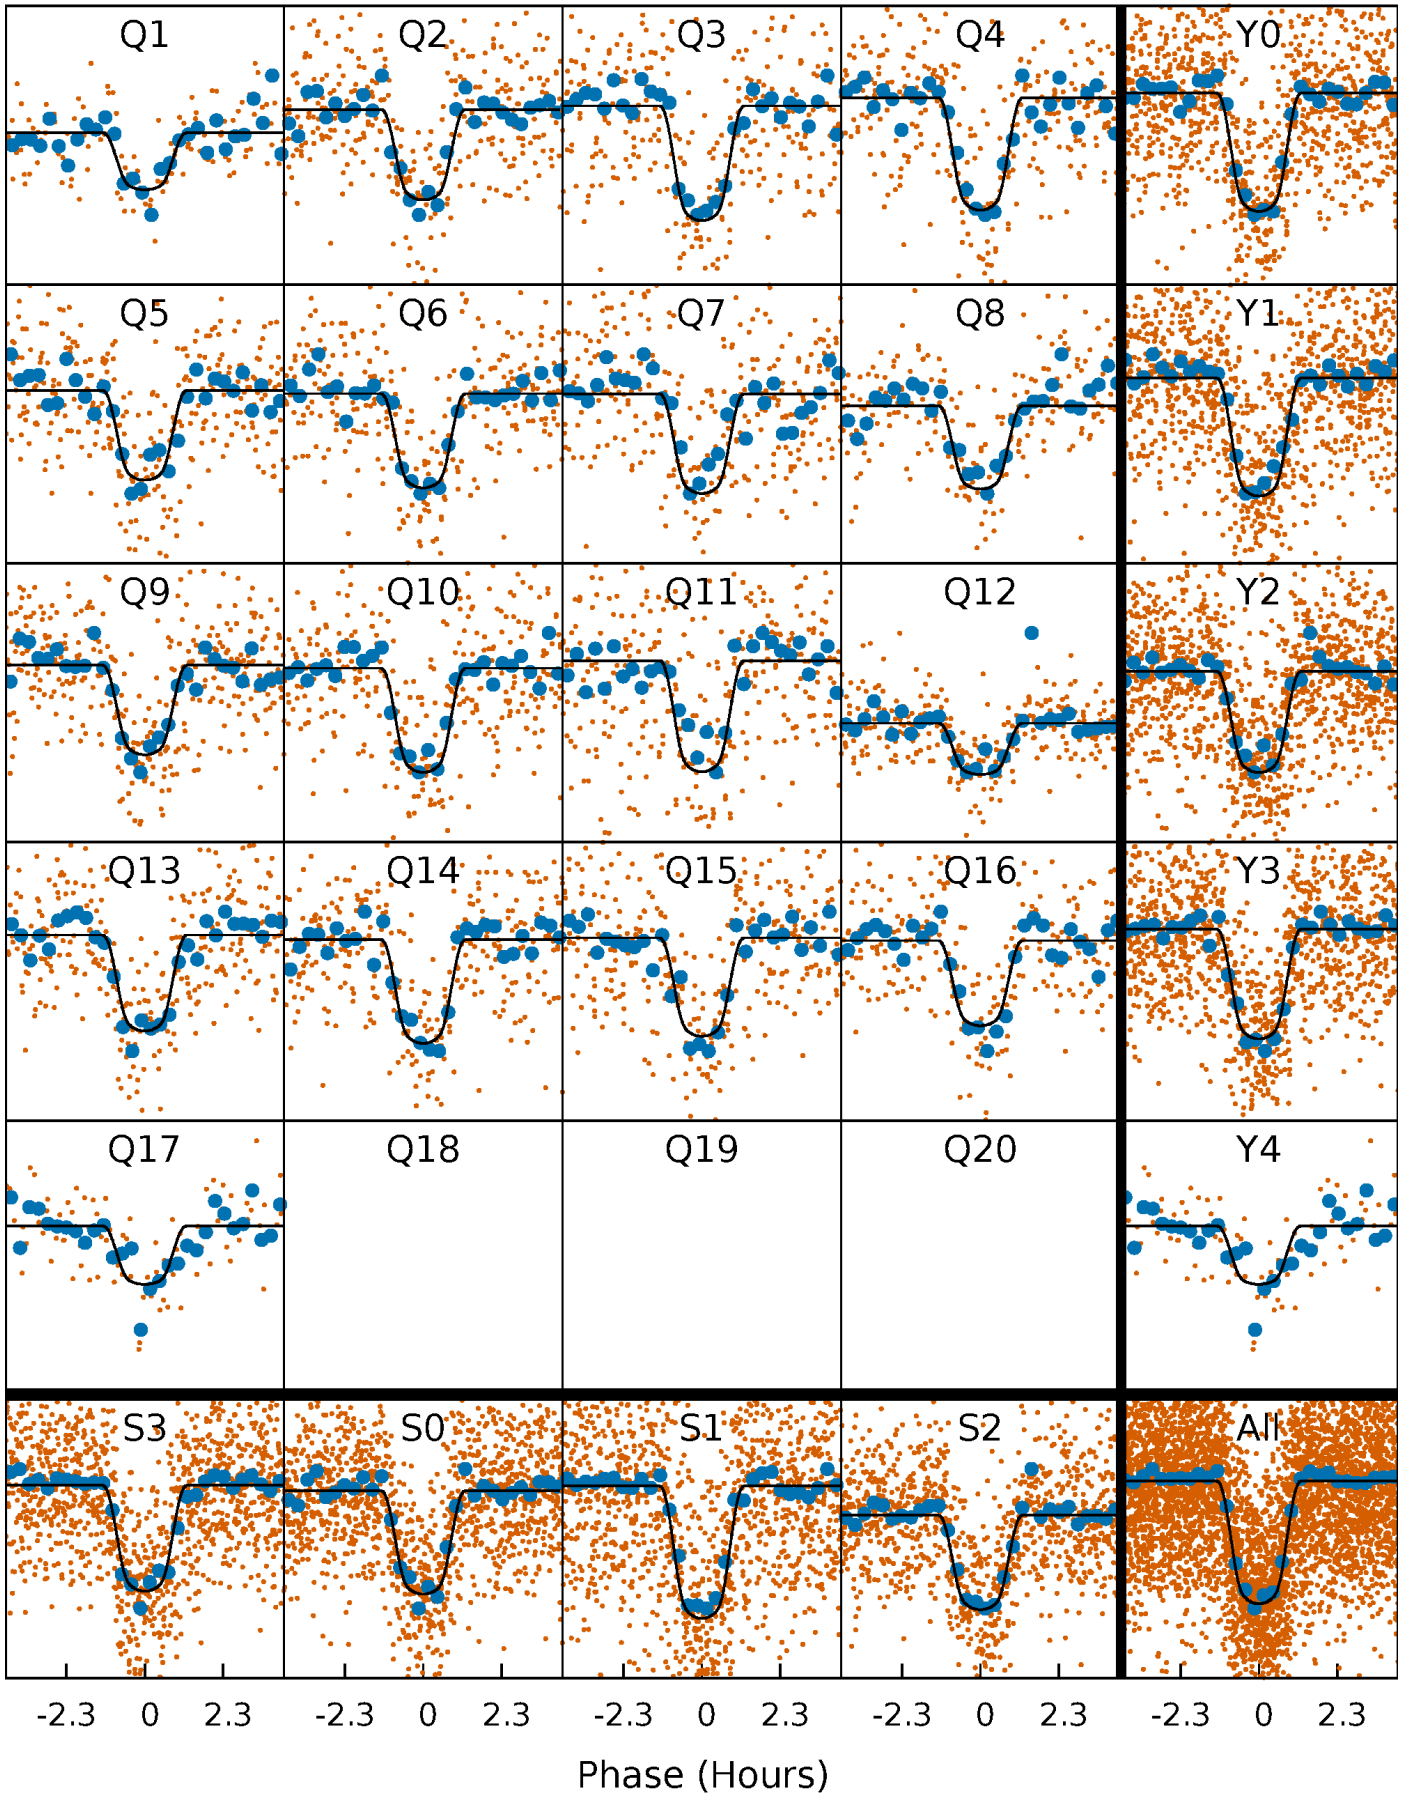 Q1 Q2 Q3 Q4 Y0
Q5 Q6 Q7 Q8 Y1
Q9 Q10 Q11 Q12 Y2
Q13 Q14 Q15 Q16 Y3
Q17 Q18 Q19 Q20 Y4
S3 S0 S1 S2 All
-2.3 0 2.3 -2.3 0 2.3 -2.3 0 2.3 -2.3 0 2.3 -2.3 0 2.3
Phase (Hours)